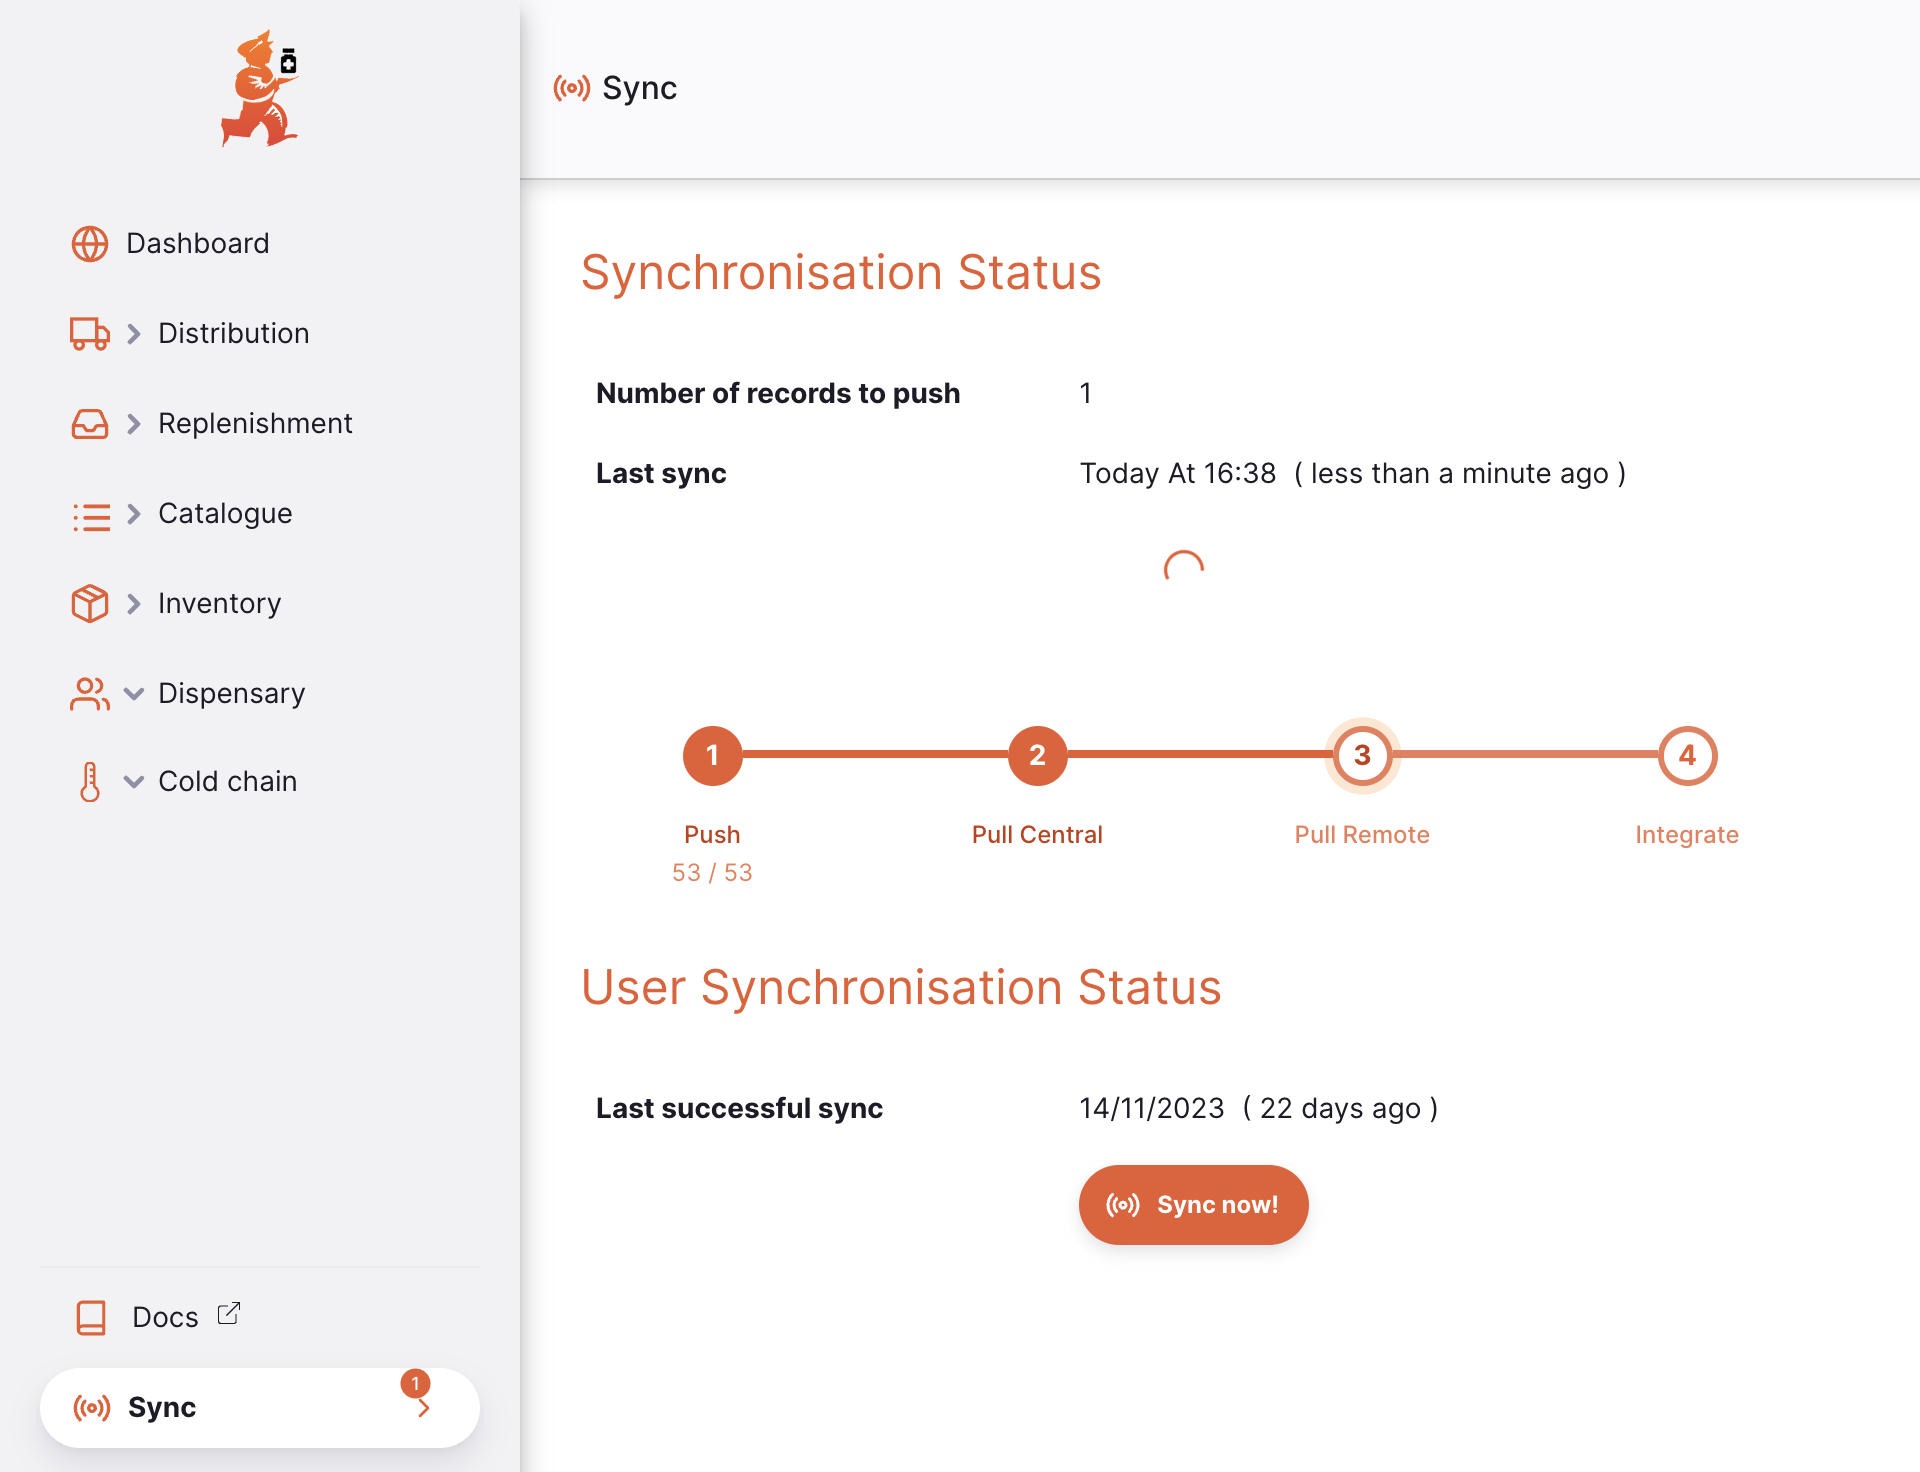 Sync
Dashboard
Distribution
Replenishment
Catalogue
Inventory
Dispensary
Cold chain
Docs
Sync 1
Synchronisation Status
Number of records to push 1
Last sync Today At 16:38 ( less than a minute ago )
1 2 3 4
Push Pull Central Pull Remote Integrate
53 / 53
User Synchronisation Status
Last successful sync 14/11/2023 ( 22 days ago )
Sync now!